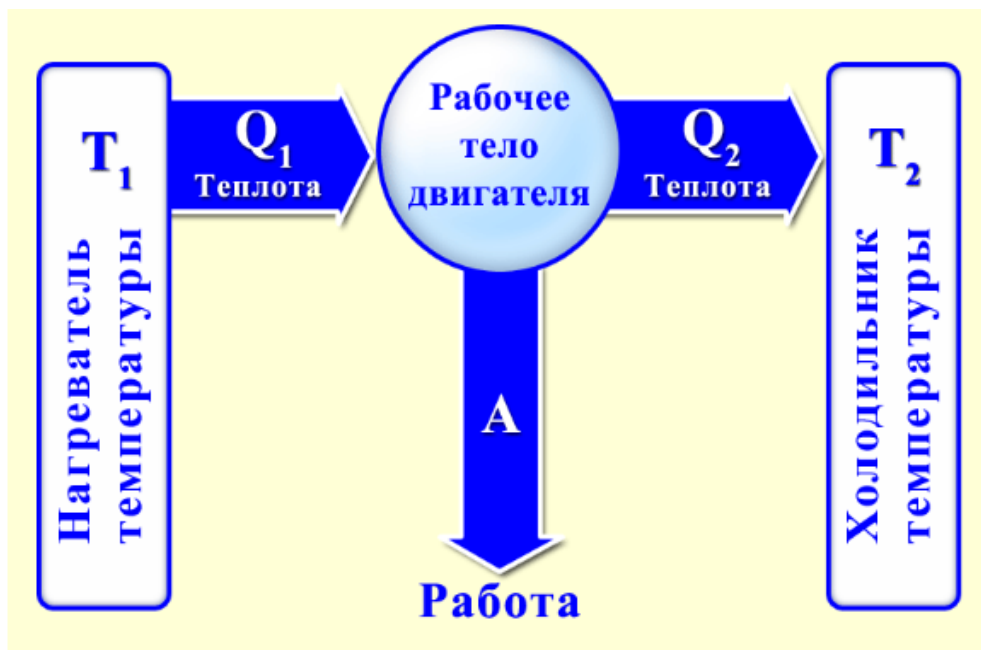 T1
Нагреватель
температуры
Q1
Теплота
Рабочее
тело
двигателя
Q2
Теплота
T2
Холодильник
температуры
A
Работа